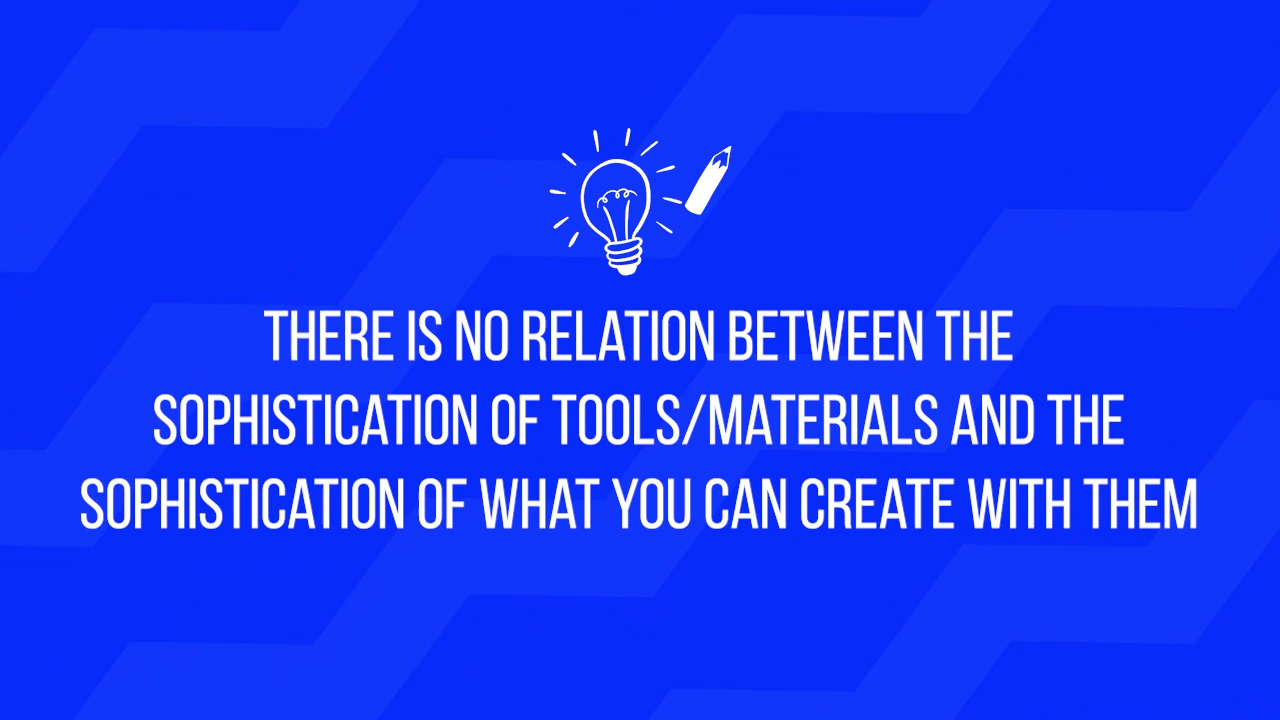 THERE IS NO RELATION BETWEEN THE
SOPHISTICATION OF TOOLS/MATERIALS AND THE
SOPHISTICATION OF WHAT YOU CAN CREATE WITH THEM